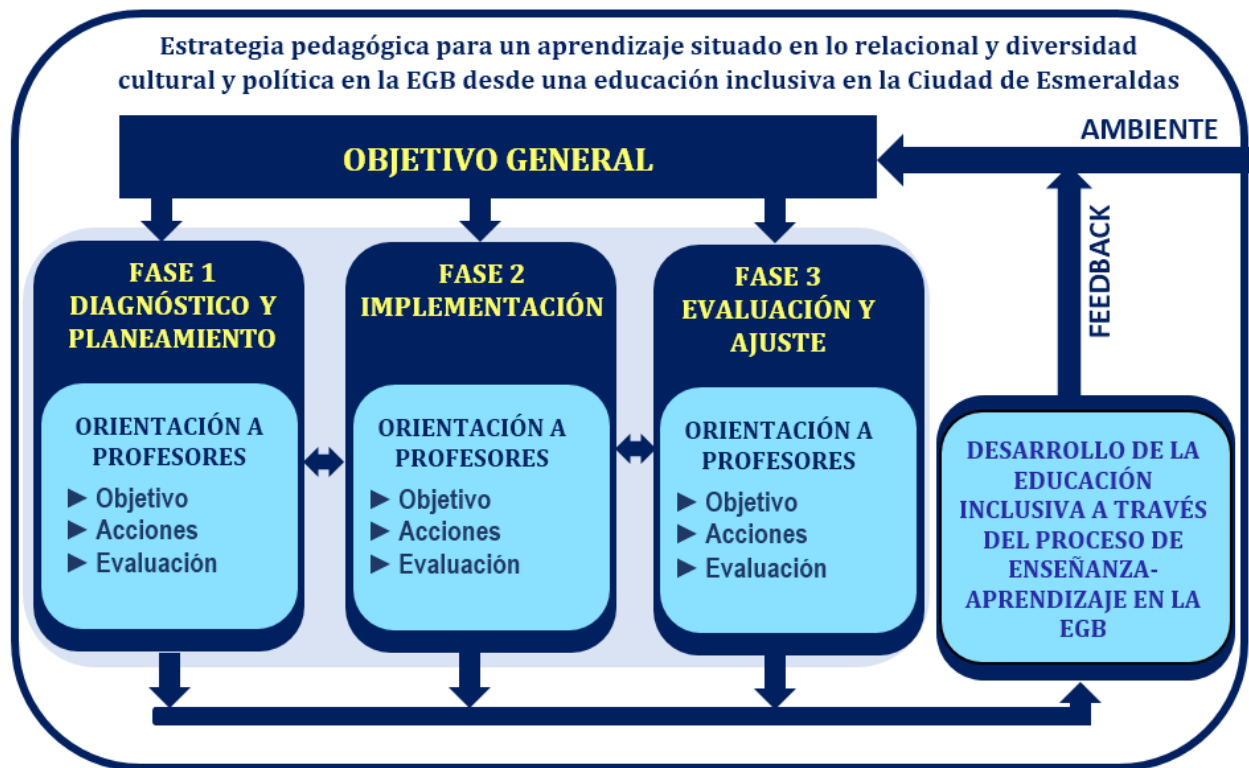 Estrategia pedagógica para un aprendizaje situado en lo relacional y diversidad
cultural y política en la EGB desde una educación inclusiva en la Ciudad de Esmeraldas
AMBIENTE
OBJETIVO GENERAL
FEEDBACK
FASE 1
DIAGNÓSTICO Y
PLANEAMIENTO
ORIENTACIÓN A
PROFESORES
► Objetivo
► Acciones
► Evaluación
FASE 2
IMPLEMENTACIÓN
ORIENTACIÓN A
PROFESORES
► Objetivo
► Acciones
► Evaluación
FASE 3
EVALUACIÓN Y
AJUSTE
ORIENTACIÓN A
PROFESORES
► Objetivo
► Acciones
► Evaluación
DESARROLLO DE LA
EDUCACIÓN
INCLUSIVA A TRAVÉS
DEL PROCESO DE
ENSEÑANZA-
APRENDIZAJE EN LA
EGB